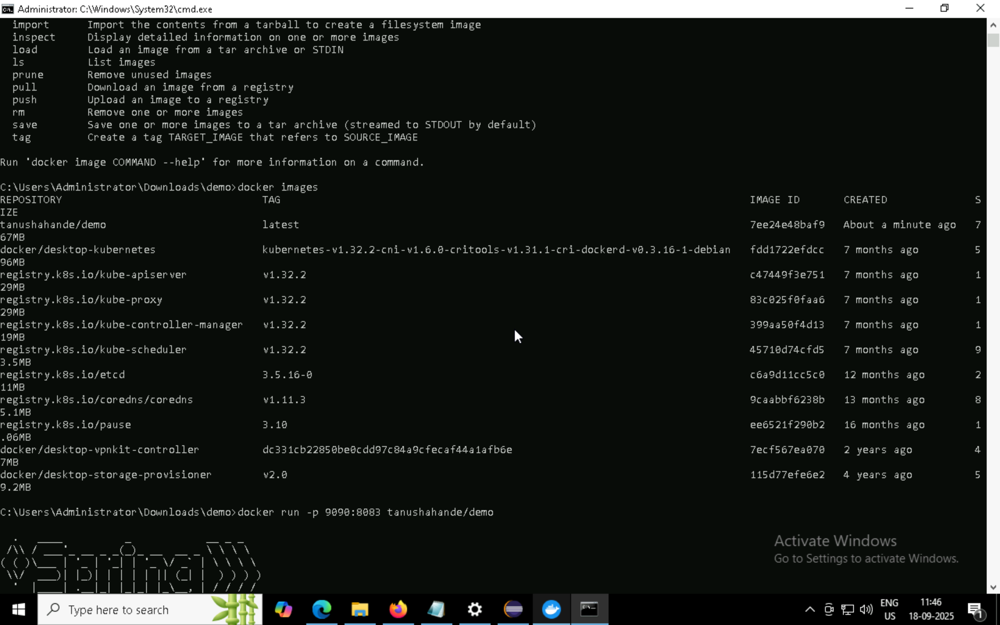 Administrator: C:\Windows\System32\cmd.exe
import Import the contents from a tarball to create a filesystem image
inspect Display detailed information on one or more images
load Load an image from a tar archive or STDIN
ls List images
prune Remove unused images
pull Download an image from a registry
push Upload an image to a registry
rm Remove one or more images
save Save one or more images to a tar archive (streamed to STDOUT by default)
tag Create a tag TARGET_IMAGE that refers to SOURCE_IMAGE
Run 'docker image COMMAND --help' for more information on a command.
C:\Users\Administrator\Downloads\demo>docker images
REPOSITORY TAG IMAGE ID CREATED S
IZE
tanushahande/demo latest 7ee24e48baf9 About a minute ago 7
67MB
docker/desktop-kubernetes kubernetes-v1.32.2-cni-v1.6.0-critools-v1.31.1-cri-dockerd-v0.3.16-1-debian fdd1722efdcc 7 months ago 5
96MB
registry.k8s.io/kube-apiserver v1.32.2 c47449f3e751 7 months ago 1
29MB
registry.k8s.io/kube-proxy v1.32.2 83c025f0faa6 7 months ago 1
29MB
registry.k8s.io/kube-controller-manager v1.32.2 399aa50f4d13 7 months ago 1
19MB
registry.k8s.io/kube-scheduler v1.32.2 45710d74cfd5 7 months ago 9
3.5MB
registry.k8s.io/etcd 3.5.16-0 c6a9d11cc5c0 12 months ago 2
11MB
registry.k8s.io/coredns/coredns v1.11.3 9caabbf6238b 13 months ago 8
5.1MB
registry.k8s.io/pause 3.10 ee6521f290b2 16 months ago 1
.06MB
docker/desktop-vpnkit-controller dc331cb22850be0cdd97c84a9cfecaf44a1afb6e 7ecf567ea070 2 years ago 4
7MB
docker/desktop-storage-provisioner v2.0 115d77efe6e2 4 years ago 5
9.2MB
C:\Users\Administrator\Downloads\demo>docker run -p 9090:8083 tanushahande/demo
Spring
Activate Windows
Go to Settings to activate Windows.
Type here to search
ENG
US
11:46
18-09-2025
1